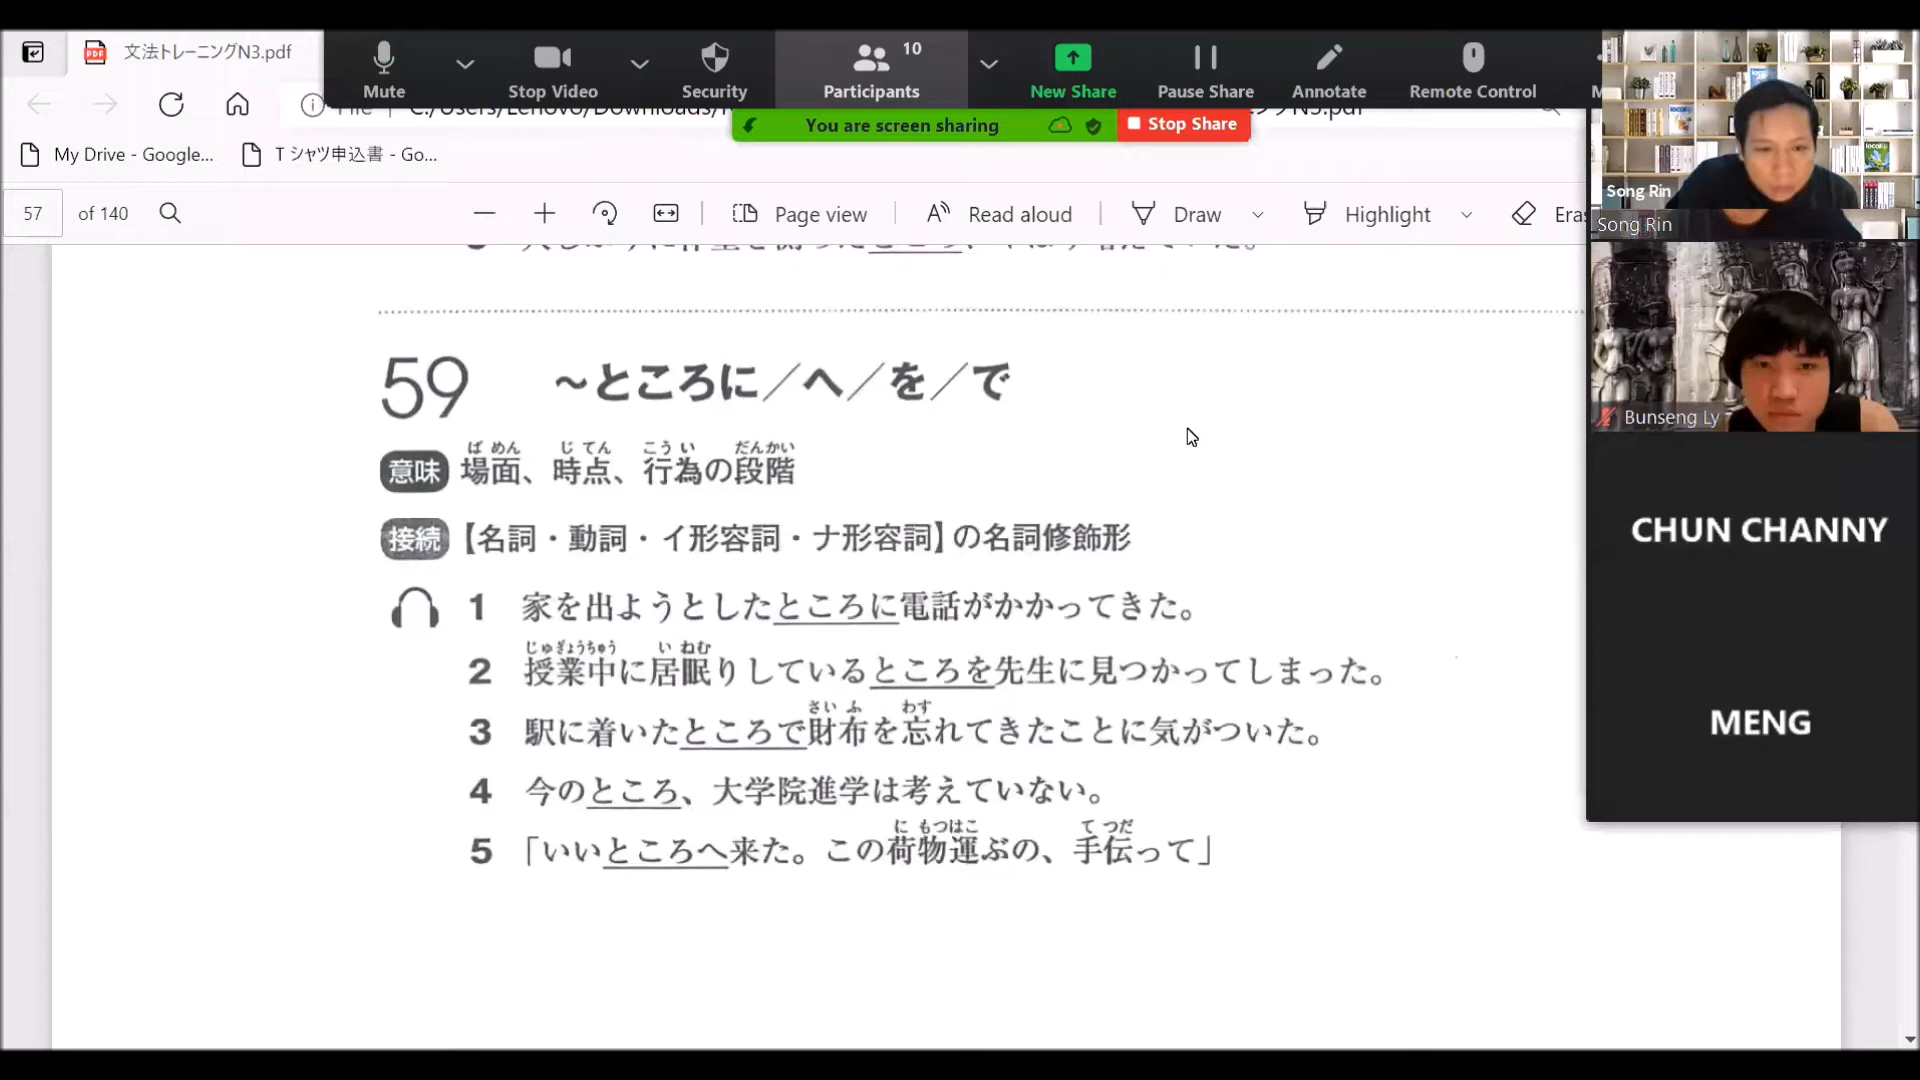 文法トレーニングN3.pdf
Mute
Stop Video
Security
Participants
10
New Share
Pause Share
Annotate
Remote Control
You are screen sharing
Stop Share
My Drive - Google...
T シャツ申込書 - Go...
57
of 140
Page view
Read aloud
Draw
Highlight
Song Rin
Song Rin
Bunseng Ly
CHUN CHANNY
MENG
59 ～ところに／へ／を／で
ばめん じてん こうい だんかい
意味 場面、時点、行為の段階
接続 【名詞・動詞・イ形容詞・ナ形容詞】の名詞修飾形
1 家を出ようとしたところに電話がかかってきた。
じゅぎょうちゅう いねむ
2 授業中に居眠りしているところを先生に見つかってしまった。
さいふ わす
3 駅に着いたところで財布を忘れてきたことに気がついた。
4 今のところ、大学院進学は考えていない。
にもつはこ てつだ
5 「いいところへ来た。この荷物運ぶの、手伝って」